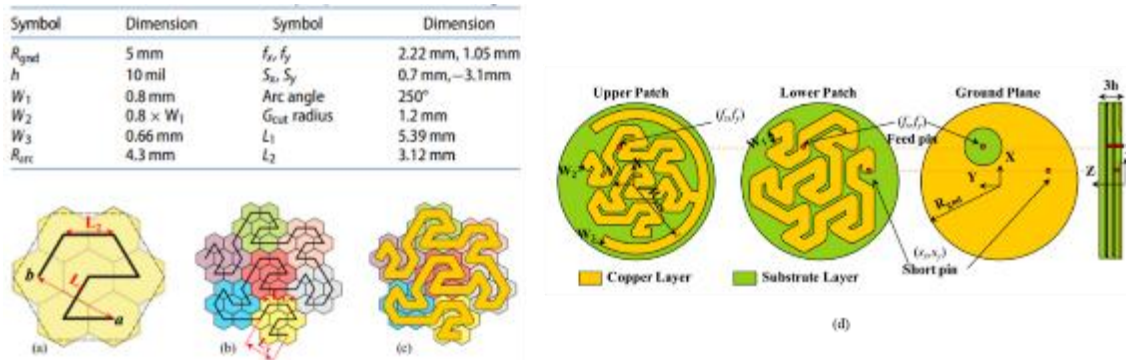 Symbol Dimension Symbol Dimension
Rgnd 5 mm fx, fy 2.22 mm, 1.05 mm
h 10 mil Sx, Sy 0.7 mm,−3.1mm
W1 0.8 mm Arc angle 250°
W2 0.8 × W1 Gcut radius 1.2 mm
W3 0.66 mm L1 5.39 mm
Rarc 4.3 mm L2 3.12 mm
Upper Patch Lower Patch Ground Plane 3h
(fx,fy) (fx,fy)
Feed pin
W1
W2
X
Y
Z
Rgnd
(sx,sy)
Short pin
Copper Layer Substrate Layer
L2
b
a
(a) (b) (c) (d)